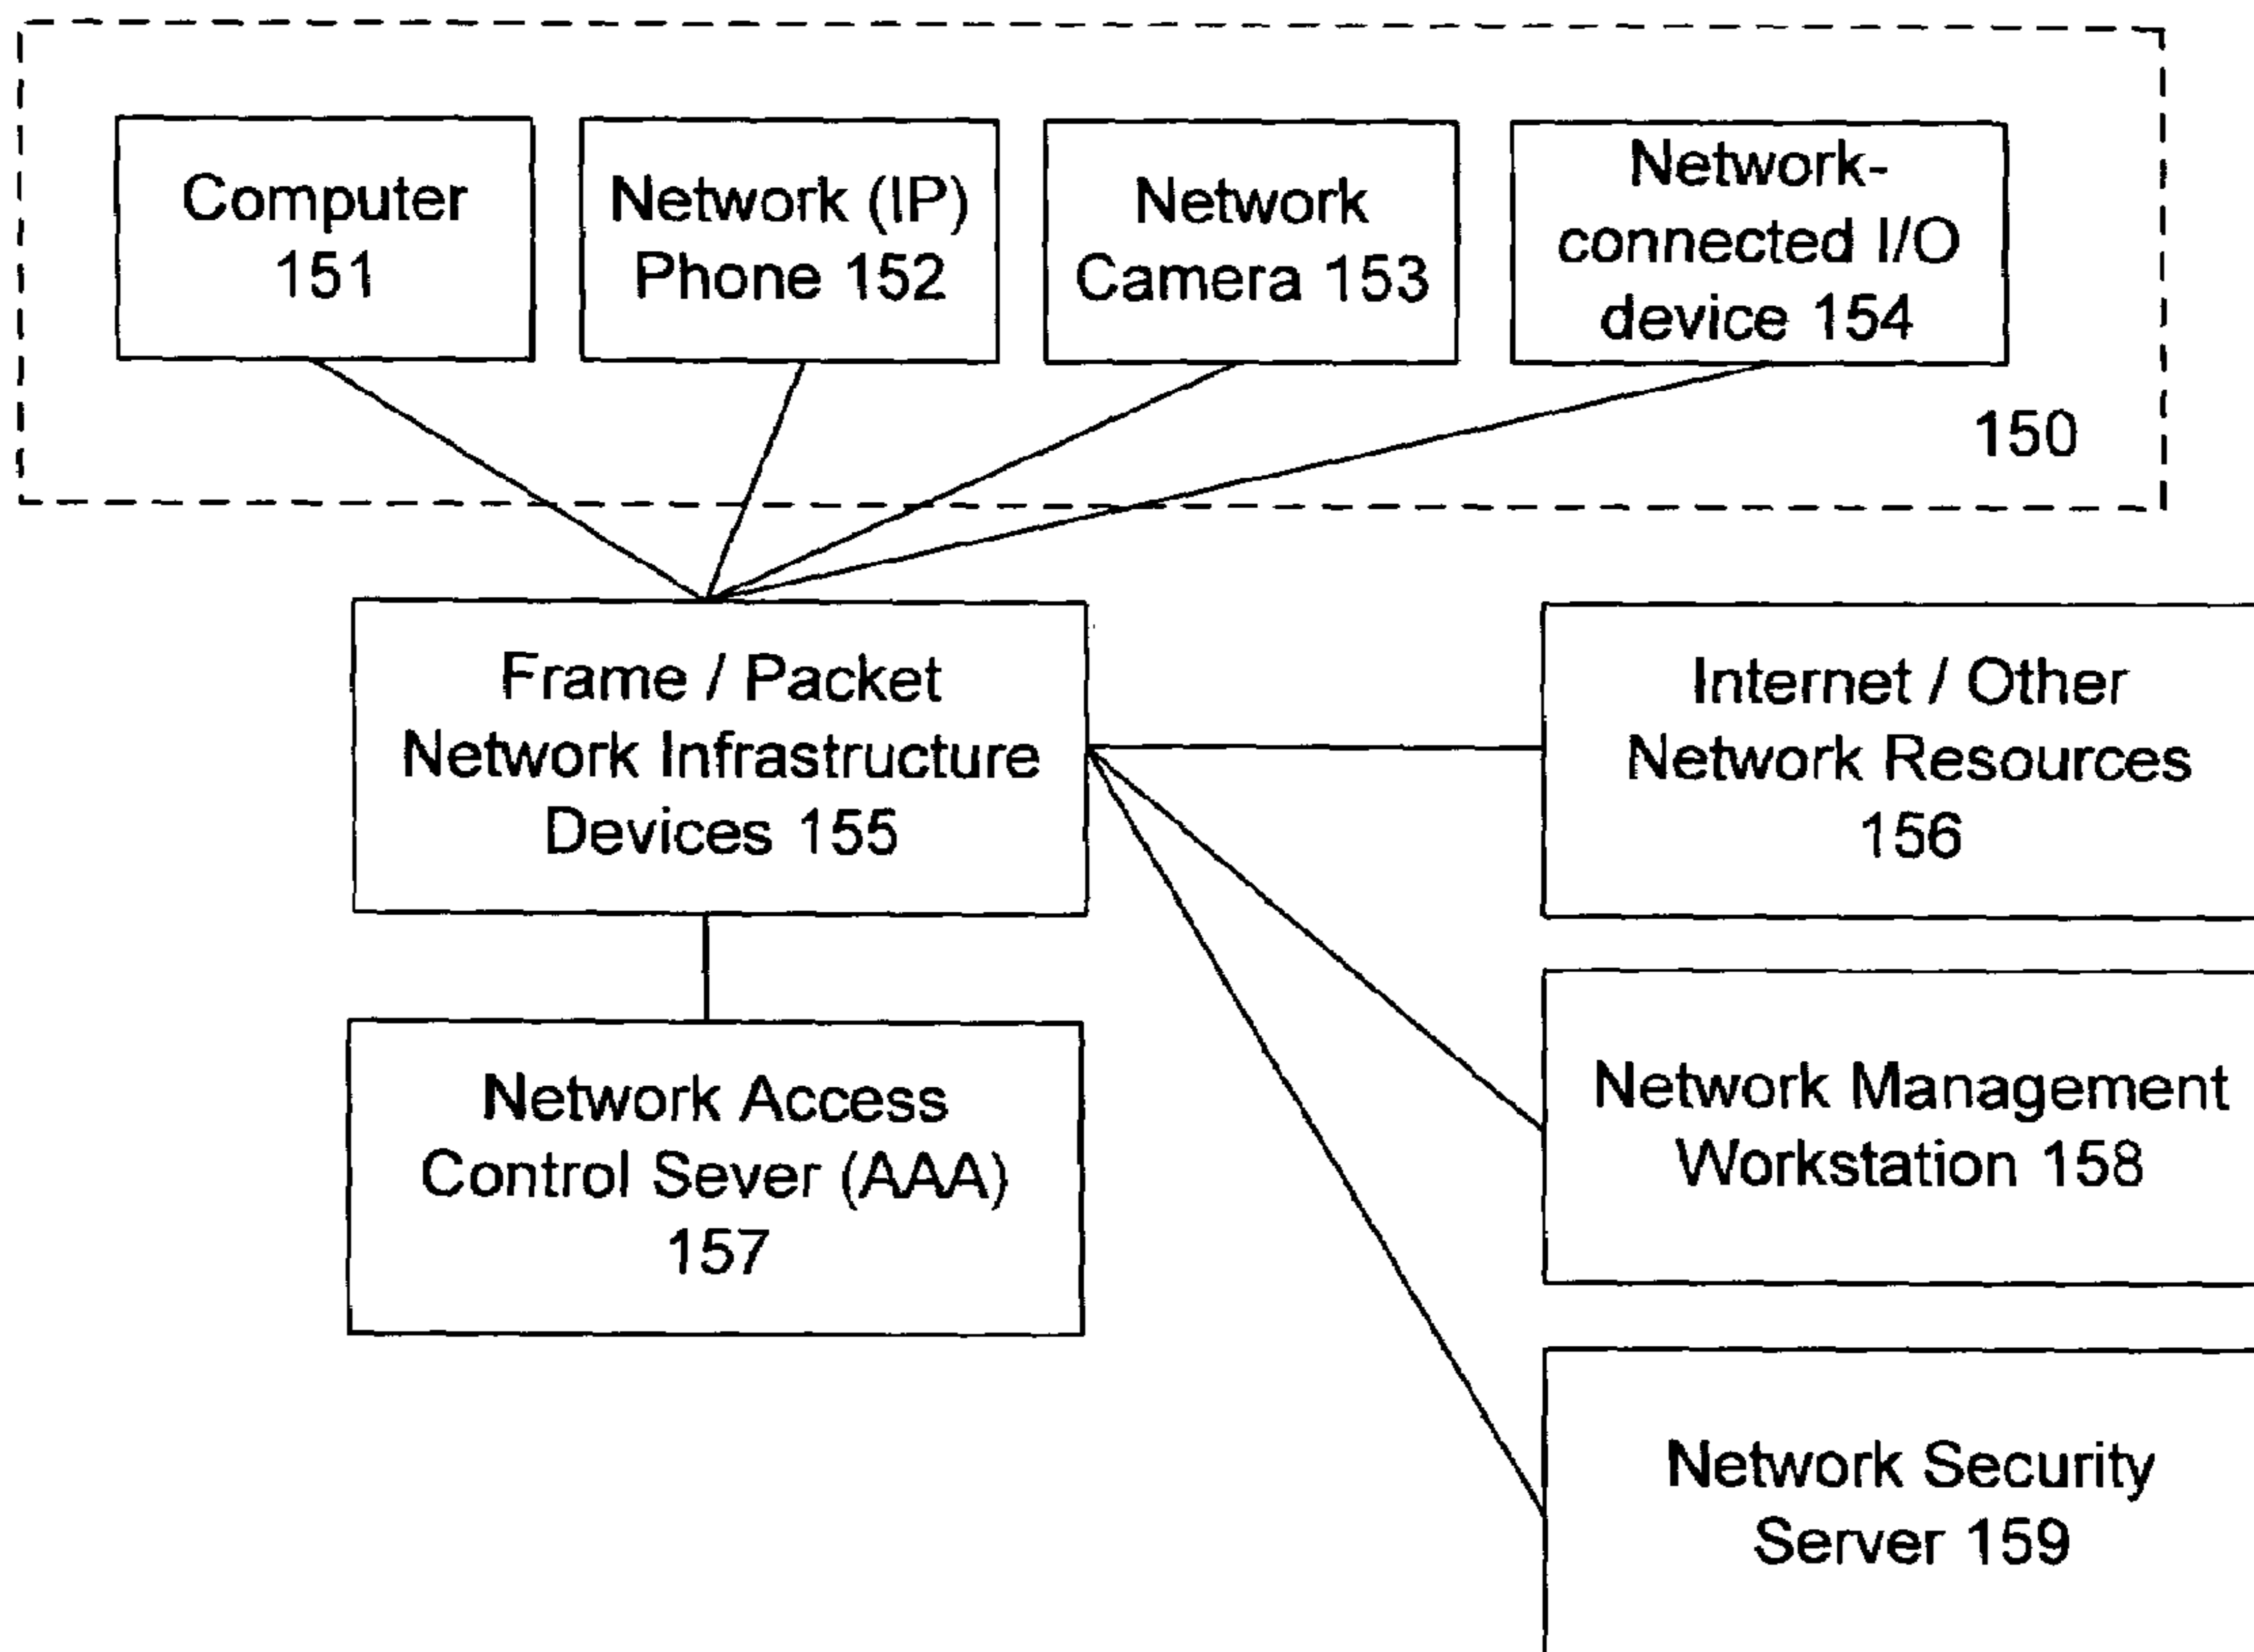 Computer
151
Network (IP)
Phone 152
Network
Camera 153
Network-
connected I/O
device 154
150
Frame / Packet
Network Infrastructure
Devices 155
Internet / Other
Network Resources
156
Network Access
Control Sever (AAA)
157
Network Management
Workstation 158
Network Security
Server 159